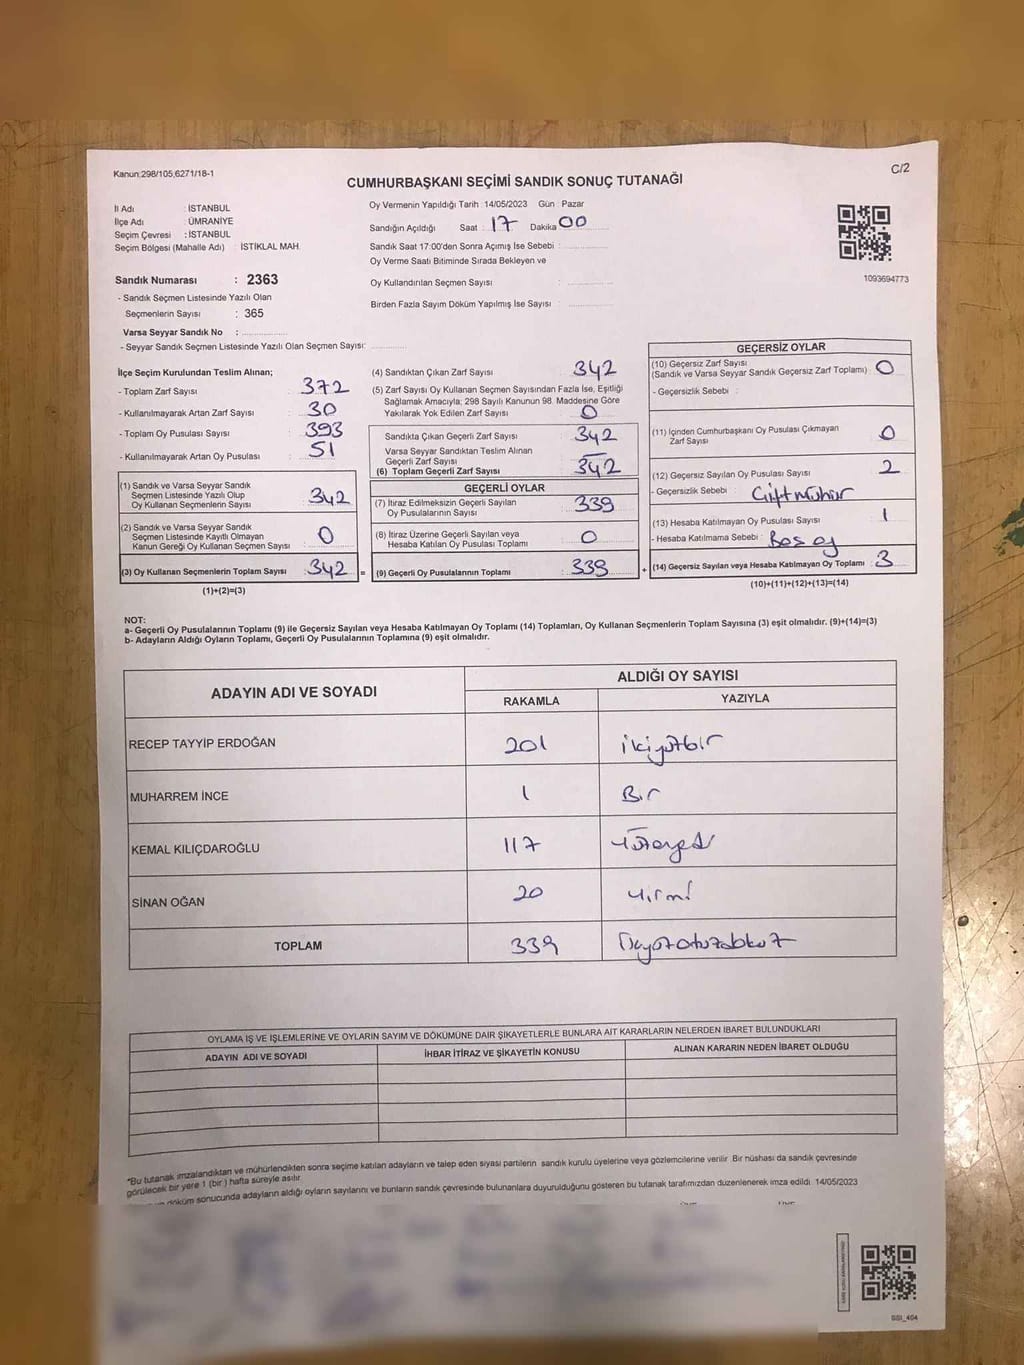 Kanun:298/105,6271/18-1
C/2
CUMHURBAŞKANI SEÇİMİ SANDIK SONUÇ TUTANAĞI
İl Adı : İSTANBUL
İlçe Adı : ÜMRANİYE
Seçim Çevresi : İSTANBUL
Seçim Bölgesi (Mahalle Adı) : İSTİKLAL MAH.
Sandık Numarası : 2363
- Sandık Seçmen Listesinde Yazılı Olan
Seçmenlerin Sayısı : 365
Varsa Seyyar Sandık No :
- Seyyar Sandık Seçmen Listesinde Yazılı Olan Seçmen Sayısı:
Oy Vermenin Yapıldığı Tarih :14/05/2023 Gün : Pazar
Sandığın Açıldığı Saat : 17 Dakika 00
Sandık Saat 17:00'den Sonra Açımış İse Sebebi :
Oy Verme Saati Bitiminde Sırada Bekleyen ve
Oy Kullandırılan Seçmen Sayısı :
Birden Fazla Sayım Döküm Yapılmış İse Sayısı :
1093694773
İlçe Seçim Kurulundan Teslim Alınan;
- Toplam Zarf Sayısı : 372
- Kullanılmayarak Artan Zarf Sayısı : 30
- Toplam Oy Pusulası Sayısı : 393
- Kullanılmayarak Artan Oy Pusulası : 51
(1) Sandık ve Varsa Seyyar Sandık
Seçmen Listesinde Yazılı Olup
Oy Kullanan Seçmenlerin Sayısı : 342
(2) Sandık ve Varsa Seyyar Sandık
Seçmen Listesinde Kayıtlı Olmayan
Kanun Gereği Oy Kullanan Seçmen Sayısı : 0
(3) Oy Kullanan Seçmenlerin Toplam Sayısı : 342 =
(1)+(2)=(3)
(4) Sandıktan Çıkan Zarf Sayısı : 342
(5) Zarf Sayısı Oy Kullanan Seçmen Sayısından Fazla İse, Eşitliği
Sağlamak Amacıyla; 298 Sayılı Kanunun 98. Maddesine Göre
Yakılarak Yok Edilen Zarf Sayısı : 0
Sandıkta Çıkan Geçerli Zarf Sayısı : 342
Varsa Seyyar Sandıktan Teslim Alınan
Geçerli Zarf Sayısı : —
(6) Toplam Geçerli Zarf Sayısı : 342
GEÇERLİ OYLAR
(7) İtiraz Edilmeksizin Geçerli Sayılan
Oy Pusulalarının Sayısı : 339
(8) İtiraz Üzerine Geçerli Sayılan veya
Hesaba Katılan Oy Pusulası Toplamı : 0
(9) Geçerli Oy Pusulalarının Toplamı : 339 +
GEÇERSİZ OYLAR
(10) Geçersiz Zarf Sayısı
(Sandık ve Varsa Seyyar Sandık Geçersiz Zarf Toplamı) : 0
- Geçersizlik Sebebi :
(11) İçinden Cumhurbaşkanı Oy Pusulası Çıkmayan
Zarf Sayısı : 0
(12) Geçersiz Sayılan Oy Pusulası Sayısı : 2
- Geçersizlik Sebebi : Çift mühür
(13) Hesaba Katılmayan Oy Pusulası Sayısı : 1
- Hesaba Katılmama Sebebi : Boş oy
(14) Geçersiz Sayılan veya Hesaba Katılmayan Oy Toplamı : 3
(10)+(11)+(12)+(13)=(14)
NOT:
a- Geçerli Oy Pusulalarının Toplamı (9) ile Geçersiz Sayılan veya Hesaba Katılmayan Oy Toplamı (14) Toplamları, Oy Kullanan Seçmenlerin Toplam Sayısına (3) eşit olmalıdır. (9)+(14)=(3)
b- Adayların Aldığı Oyların Toplamı, Geçerli Oy Pusulalarının Toplamına (9) eşit olmalıdır.
ADAYIN ADI VE SOYADI ALDIĞI OY SAYISI
RAKAMLA YAZIYLA
RECEP TAYYİP ERDOĞAN 201 ikiyüzbir
MUHARREM İNCE 1 Bir
KEMAL KILIÇDAROĞLU 117
SİNAN OĞAN 20 Yirmi
TOPLAM 339 Üçyüzotuzdokuz
OYLAMA İŞ VE İŞLEMLERİNE VE OYLARIN SAYIM VE DÖKÜMÜNE DAİR ŞİKAYETLERLE BUNLARA AİT KARARLARIN NELERDEN İBARET BULUNDUKLARI
ADAYIN ADI VE SOYADI İHBAR İTİRAZ VE ŞİKAYETİN KONUSU ALINAN KARARIN NEDEN İBARET OLDUĞU
*Bu tutanak imzalandıktan ve mühürlendikten sonra seçime katılan adayların ve talep eden siyasi partilerin sandık kurulu üyelerine veya gözlemcilerine verilir. Bir nüshası da sandık çevresinde
görülecek bir yere 1 (bir) hafta süreyle asılır.
döküm sonucunda adayların aldığı oyların sayılarını ve bunların sandık çevresinde bulunanlara duyurulduğunu gösteren bu tutanak tarafımızdan düzenlenerek imza edildi. 14/05/2023
SSI_404